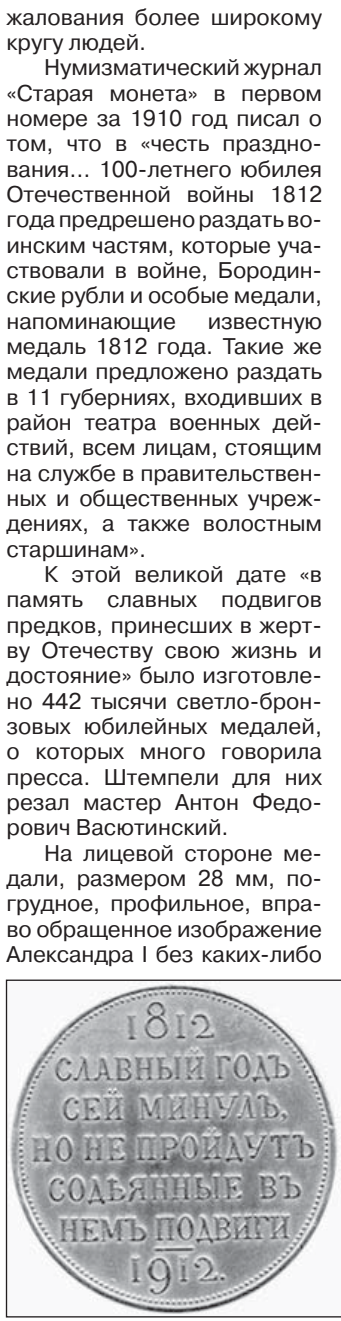 жалования более широкому
кругу людей.
Нумизматический журнал
«Старая монета» в первом
номере за 1910 год писал о
том, что в «честь праздно-
вания... 100-летнего юбилея
Отечественной войны 1812
года предрешено раздать во-
инским частям, которые уча-
ствовали в войне, Бородин-
ские рубли и особые медали,
напоминающие известную
медаль 1812 года. Такие же
медали предложено раздать
в 11 губерниях, входивших в
район театра военных дей-
ствий, всем лицам, стоящим
на службе в правительствен-
ных и общественных учреж-
дениях, а также волостным
старшинам».
К этой великой дате «в
память славных подвигов
предков, принесших в жерт-
ву Отечеству свою жизнь и
достояние» было изготовле-
но 442 тысячи светло-брон-
зовых юбилейных медалей,
о которых много говорила
пресса. Штемпели для них
резал мастер Антон Федо-
рович Васютинский.
На лицевой стороне ме-
дали, размером 28 мм, по-
грудное, профильное, впра-
во обращенное изображение
Александра I без каких-либо
1812
СЛАВНЫЙ ГОДЪ
СЕЙ МИНУЛЪ,
НО НЕ ПРОЙДУТЪ
СОДѢЯННЫЕ ВЪ
НЕМЪ ПОДВИГИ
1912.